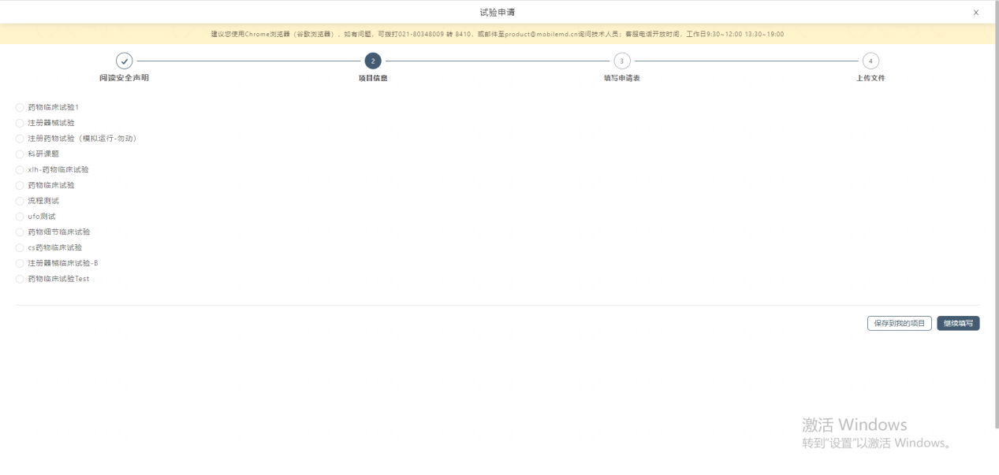 试验申请
建议您使用Chrome浏览器（谷歌浏览器），如有问题，可拨打021-80348009 转 8410，或邮件至product@mobilemd.cn询问技术人员；客服电话开放时间，工作日9:30~12:00 13:30~19:00
2
3
4
阅读安全声明
项目信息
填写申请表
上传文件
药物临床试验1
注册器械试验
注册药物试验（模拟运行-勿动）
科研课题
xlh-药物临床试验
药物临床试验
流程测试
ufo测试
药物细节临床试验
cs药物临床试验
注册器械临床试验-B
药物临床试验Test
保存到我的项目
继续填写
激活 Windows
转到"设置"以激活 Windows。